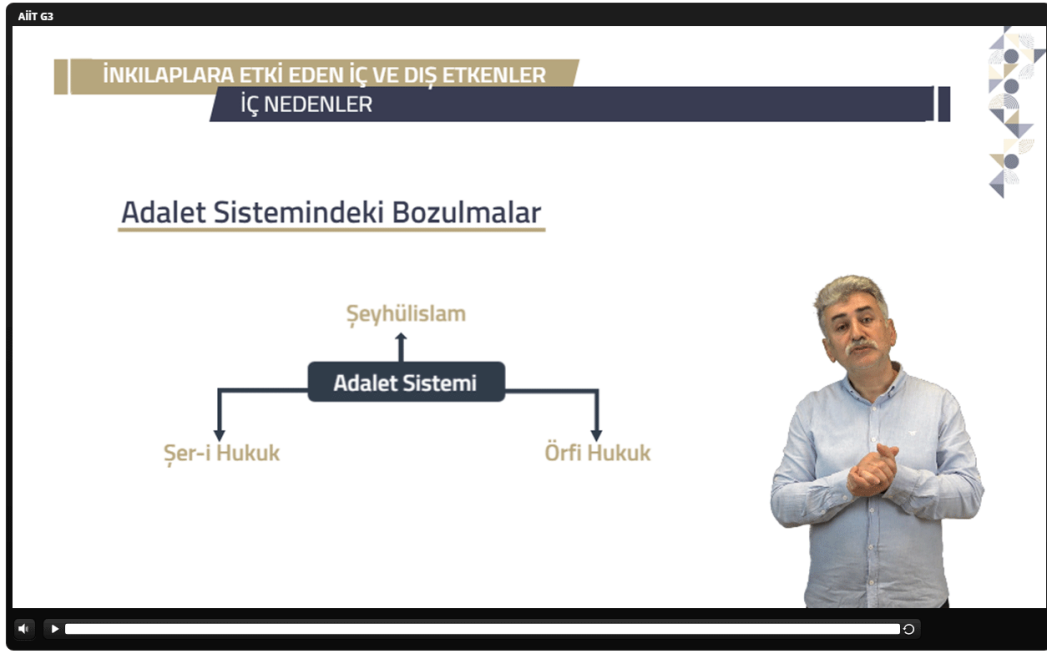 AİİT G3
İNKILAPLARA ETKİ EDEN İÇ VE DIŞ ETKENLER
İÇ NEDENLER
Adalet Sistemindeki Bozulmalar
Şeyhülislam
Adalet Sistemi
Şer-i Hukuk
Örfi Hukuk